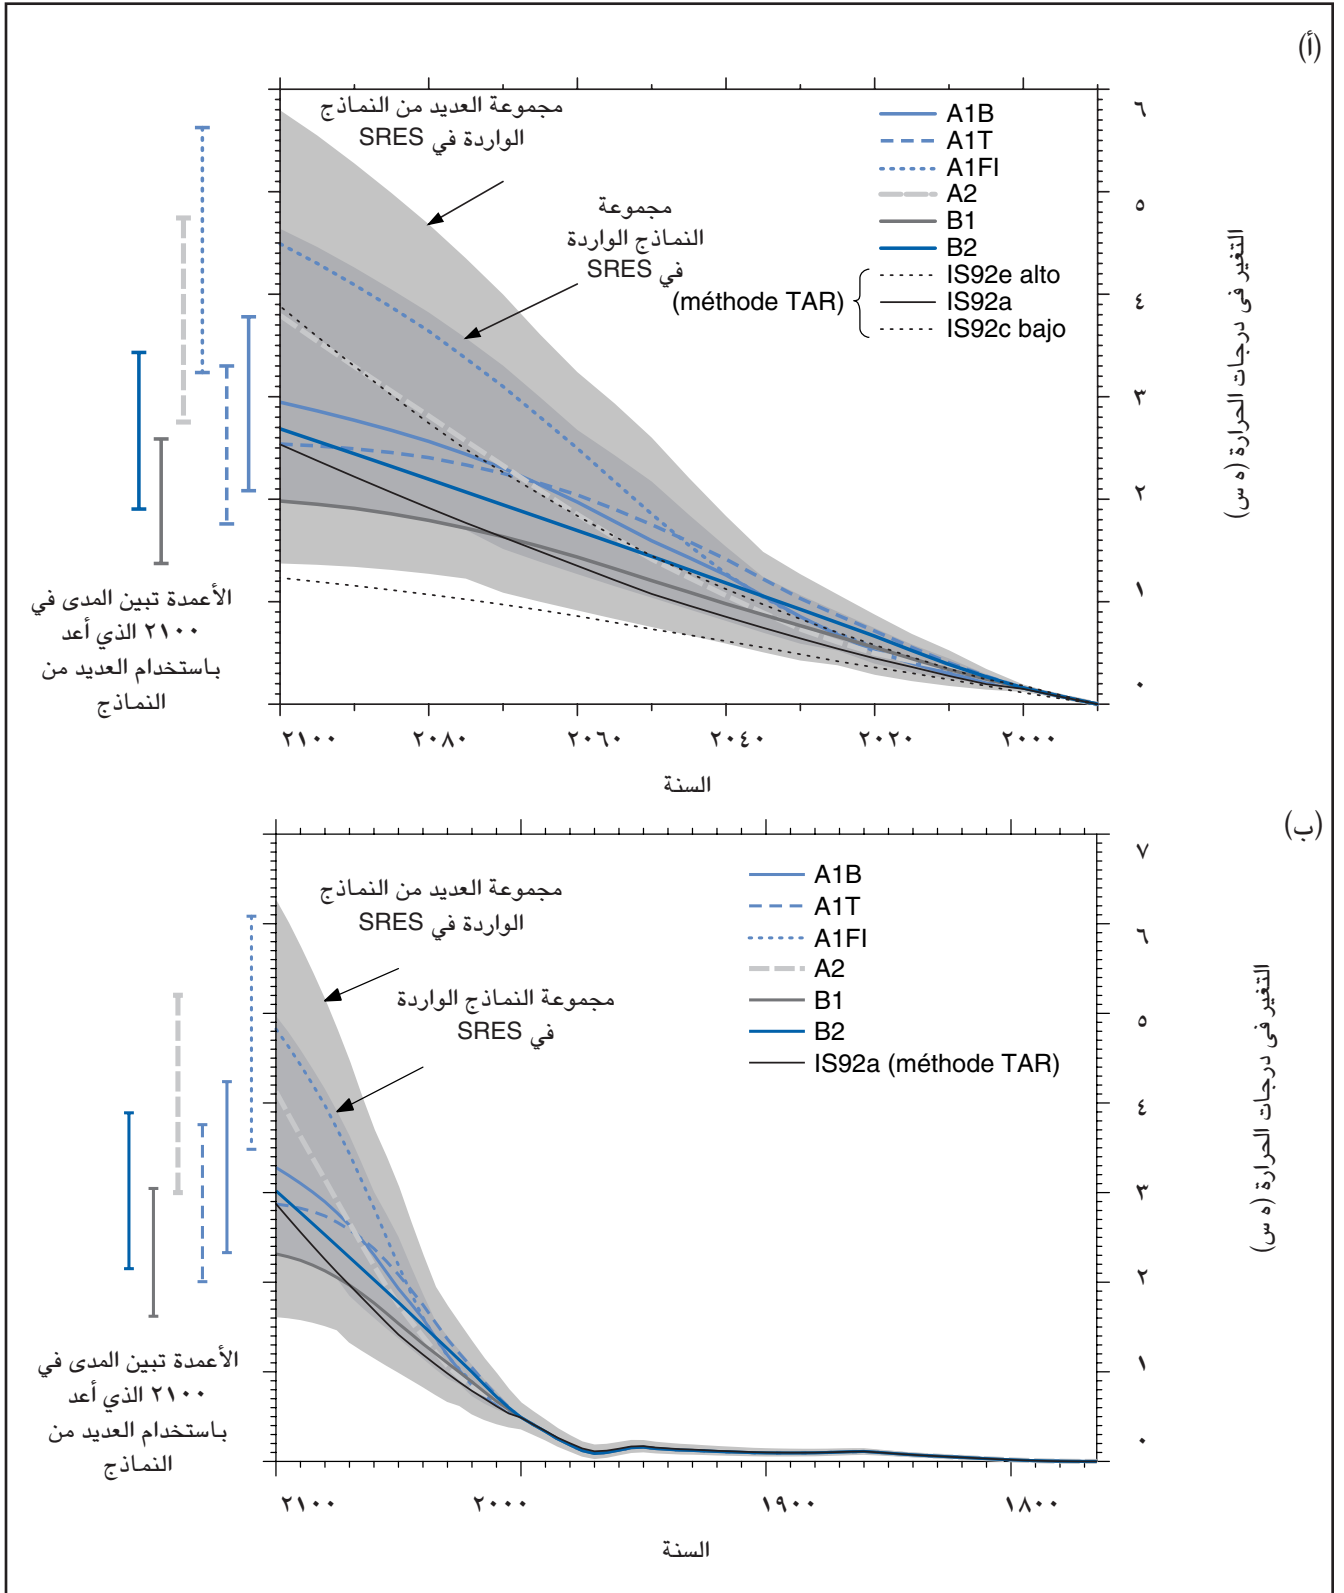 (أ)
مجموعة العديد من النماذج
الواردة في SRES
مجموعة
النماذج الواردة
في SRES
A1B
A1T
A1FI
A2
B1
B2
IS92e alto
IS92a
IS92c bajo
(méthode TAR)
٦
٥
٤
٣
٢
١
٠
التغير فى درجات الحرارة (ه س)
٢١٠٠
٢٠٨٠
٢٠٦٠
٢٠٤٠
٢٠٢٠
٢٠٠٠
السنة
الأعمدة تبين المدى في
٢١٠٠ الذي أعد
باستخدام العديد من
النماذج
(ب)
مجموعة العديد من النماذج
الواردة في SRES
مجموعة النماذج الواردة
في SRES
A1B
A1T
A1FI
A2
B1
B2
IS92a (méthode TAR)
٧
٦
٥
٤
٣
٢
١
٠
التغير فى درجات الحرارة (ه س)
٢١٠٠
٢٠٠٠
١٩٠٠
١٨٠٠
السنة
الأعمدة تبين المدى في
٢١٠٠ الذي أعد
باستخدام العديد من
النماذج